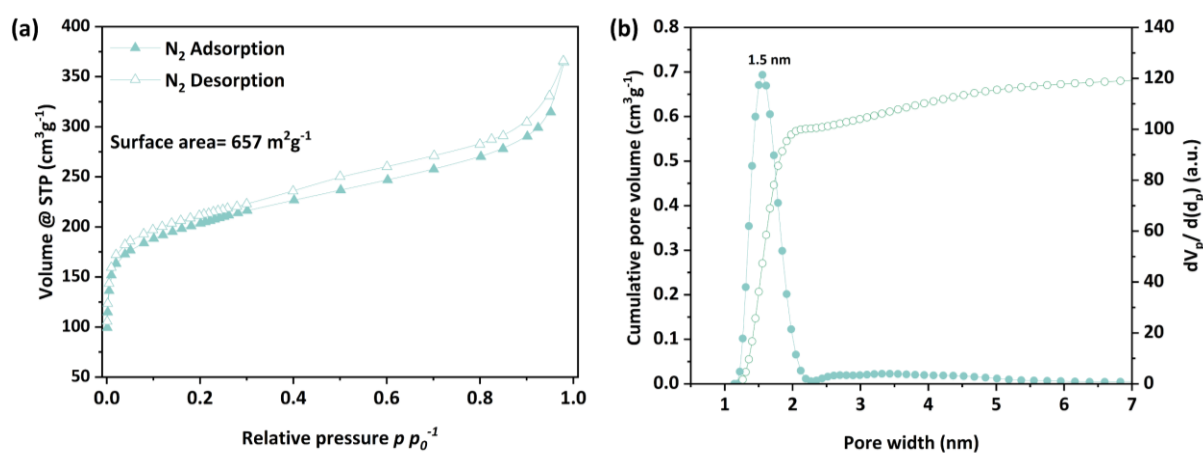 (a)
400
350
300
250
200
150
100
50
Volume @ STP (cm³g⁻¹)
N₂ Adsorption
N₂ Desorption
Surface area= 657 m²g⁻¹
0.0 0.2 0.4 0.6 0.8 1.0
Relative pressure p p₀⁻¹
(b)
0.8
0.7
0.6
0.5
0.4
0.3
0.2
0.1
0.0
Cumulative pore volume (cm³g⁻¹)
1.5 nm
140
120
100
80
60
40
20
0
dVₚ/ d(dₚ) (a.u.)
1 2 3 4 5 6 7
Pore width (nm)